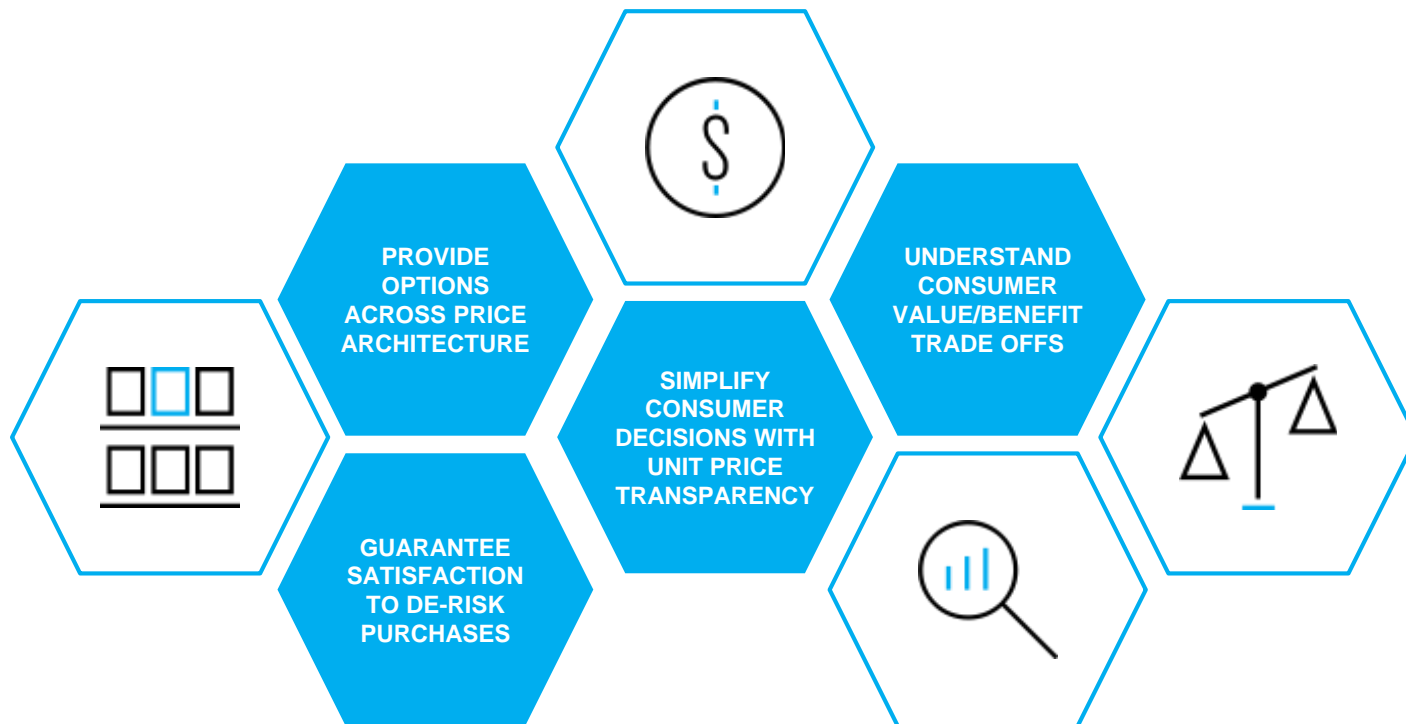 PROVIDE
OPTIONS
ACROSS PRICE
ARCHITECTURE
GUARANTEE
SATISFACTION
TO DE-RISK
PURCHASES
SIMPLIFY
CONSUMER
DECISIONS WITH
UNIT PRICE
TRANSPARENCY
UNDERSTAND
CONSUMER
VALUE/BENEFIT
TRADE OFFS